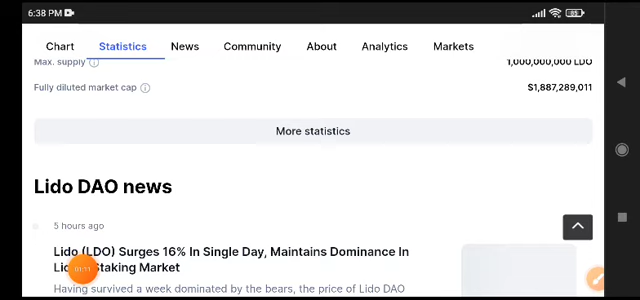 6:38 PM
Chart Statistics News Community About Analytics Markets
Max. supply 1,000,000,000 LDO
Fully diluted market cap $1,887,289,011
More statistics
Lido DAO news
5 hours ago
Lido (LDO) Surges 16% In Single Day, Maintains Dominance In
Staking Market
Having survived a week dominated by the bears, the price of Lido DAO